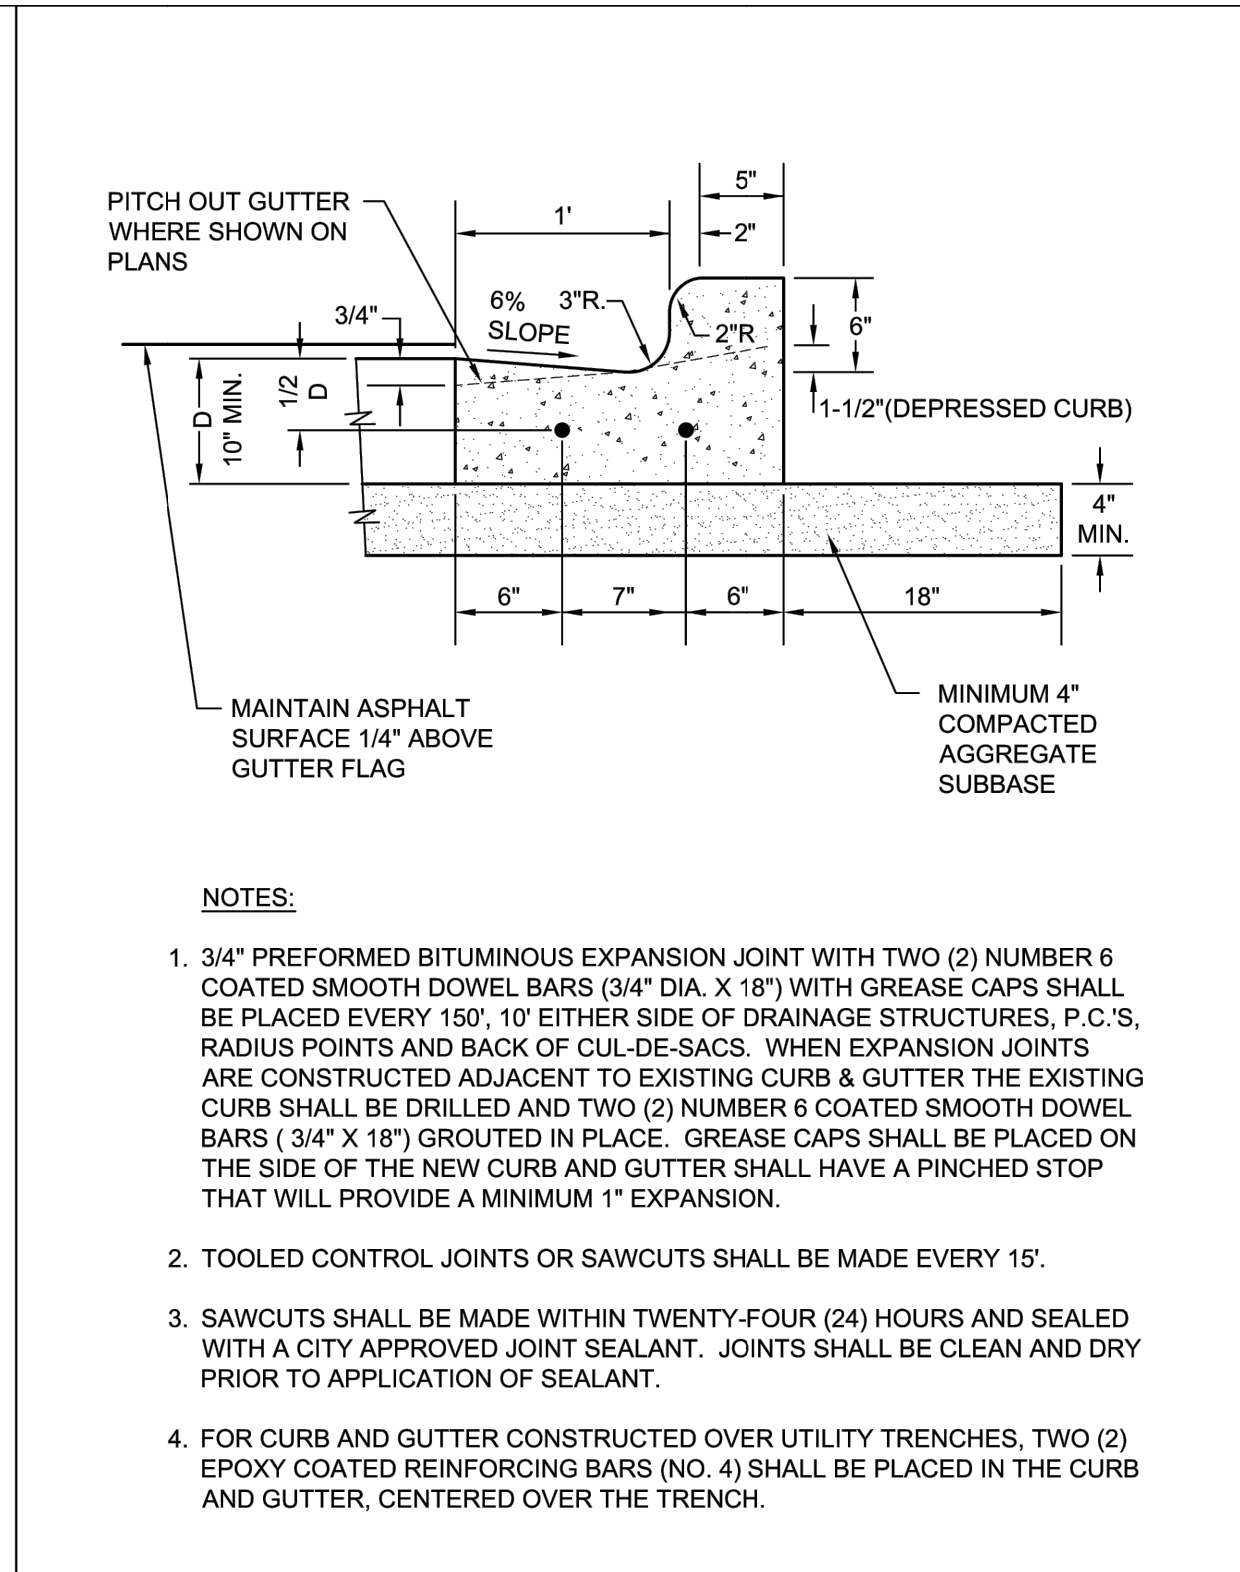 PITCH OUT GUTTER
WHERE SHOWN ON
PLANS
5"
1'
2"
3/4"
6%
SLOPE
3"R.
2"R
6"
1-1/2"(DEPRESSED CURB)
D
10" MIN.
1/2
D
4"
MIN.
6"
7"
6"
18"
MAINTAIN ASPHALT
SURFACE 1/4" ABOVE
GUTTER FLAG
MINIMUM 4"
COMPACTED
AGGREGATE
SUBBASE
NOTES:
1. 3/4" PREFORMED BITUMINOUS EXPANSION JOINT WITH TWO (2) NUMBER 6
COATED SMOOTH DOWEL BARS (3/4" DIA. X 18") WITH GREASE CAPS SHALL
BE PLACED EVERY 150', 10' EITHER SIDE OF DRAINAGE STRUCTURES, P.C.'S,
RADIUS POINTS AND BACK OF CUL-DE-SACS. WHEN EXPANSION JOINTS
ARE CONSTRUCTED ADJACENT TO EXISTING CURB & GUTTER THE EXISTING
CURB SHALL BE DRILLED AND TWO (2) NUMBER 6 COATED SMOOTH DOWEL
BARS ( 3/4" X 18") GROUTED IN PLACE. GREASE CAPS SHALL BE PLACED ON
THE SIDE OF THE NEW CURB AND GUTTER SHALL HAVE A PINCHED STOP
THAT WILL PROVIDE A MINIMUM 1" EXPANSION.
2. TOOLED CONTROL JOINTS OR SAWCUTS SHALL BE MADE EVERY 15'.
3. SAWCUTS SHALL BE MADE WITHIN TWENTY-FOUR (24) HOURS AND SEALED
WITH A CITY APPROVED JOINT SEALANT. JOINTS SHALL BE CLEAN AND DRY
PRIOR TO APPLICATION OF SEALANT.
4. FOR CURB AND GUTTER CONSTRUCTED OVER UTILITY TRENCHES, TWO (2)
EPOXY COATED REINFORCING BARS (NO. 4) SHALL BE PLACED IN THE CURB
AND GUTTER, CENTERED OVER THE TRENCH.